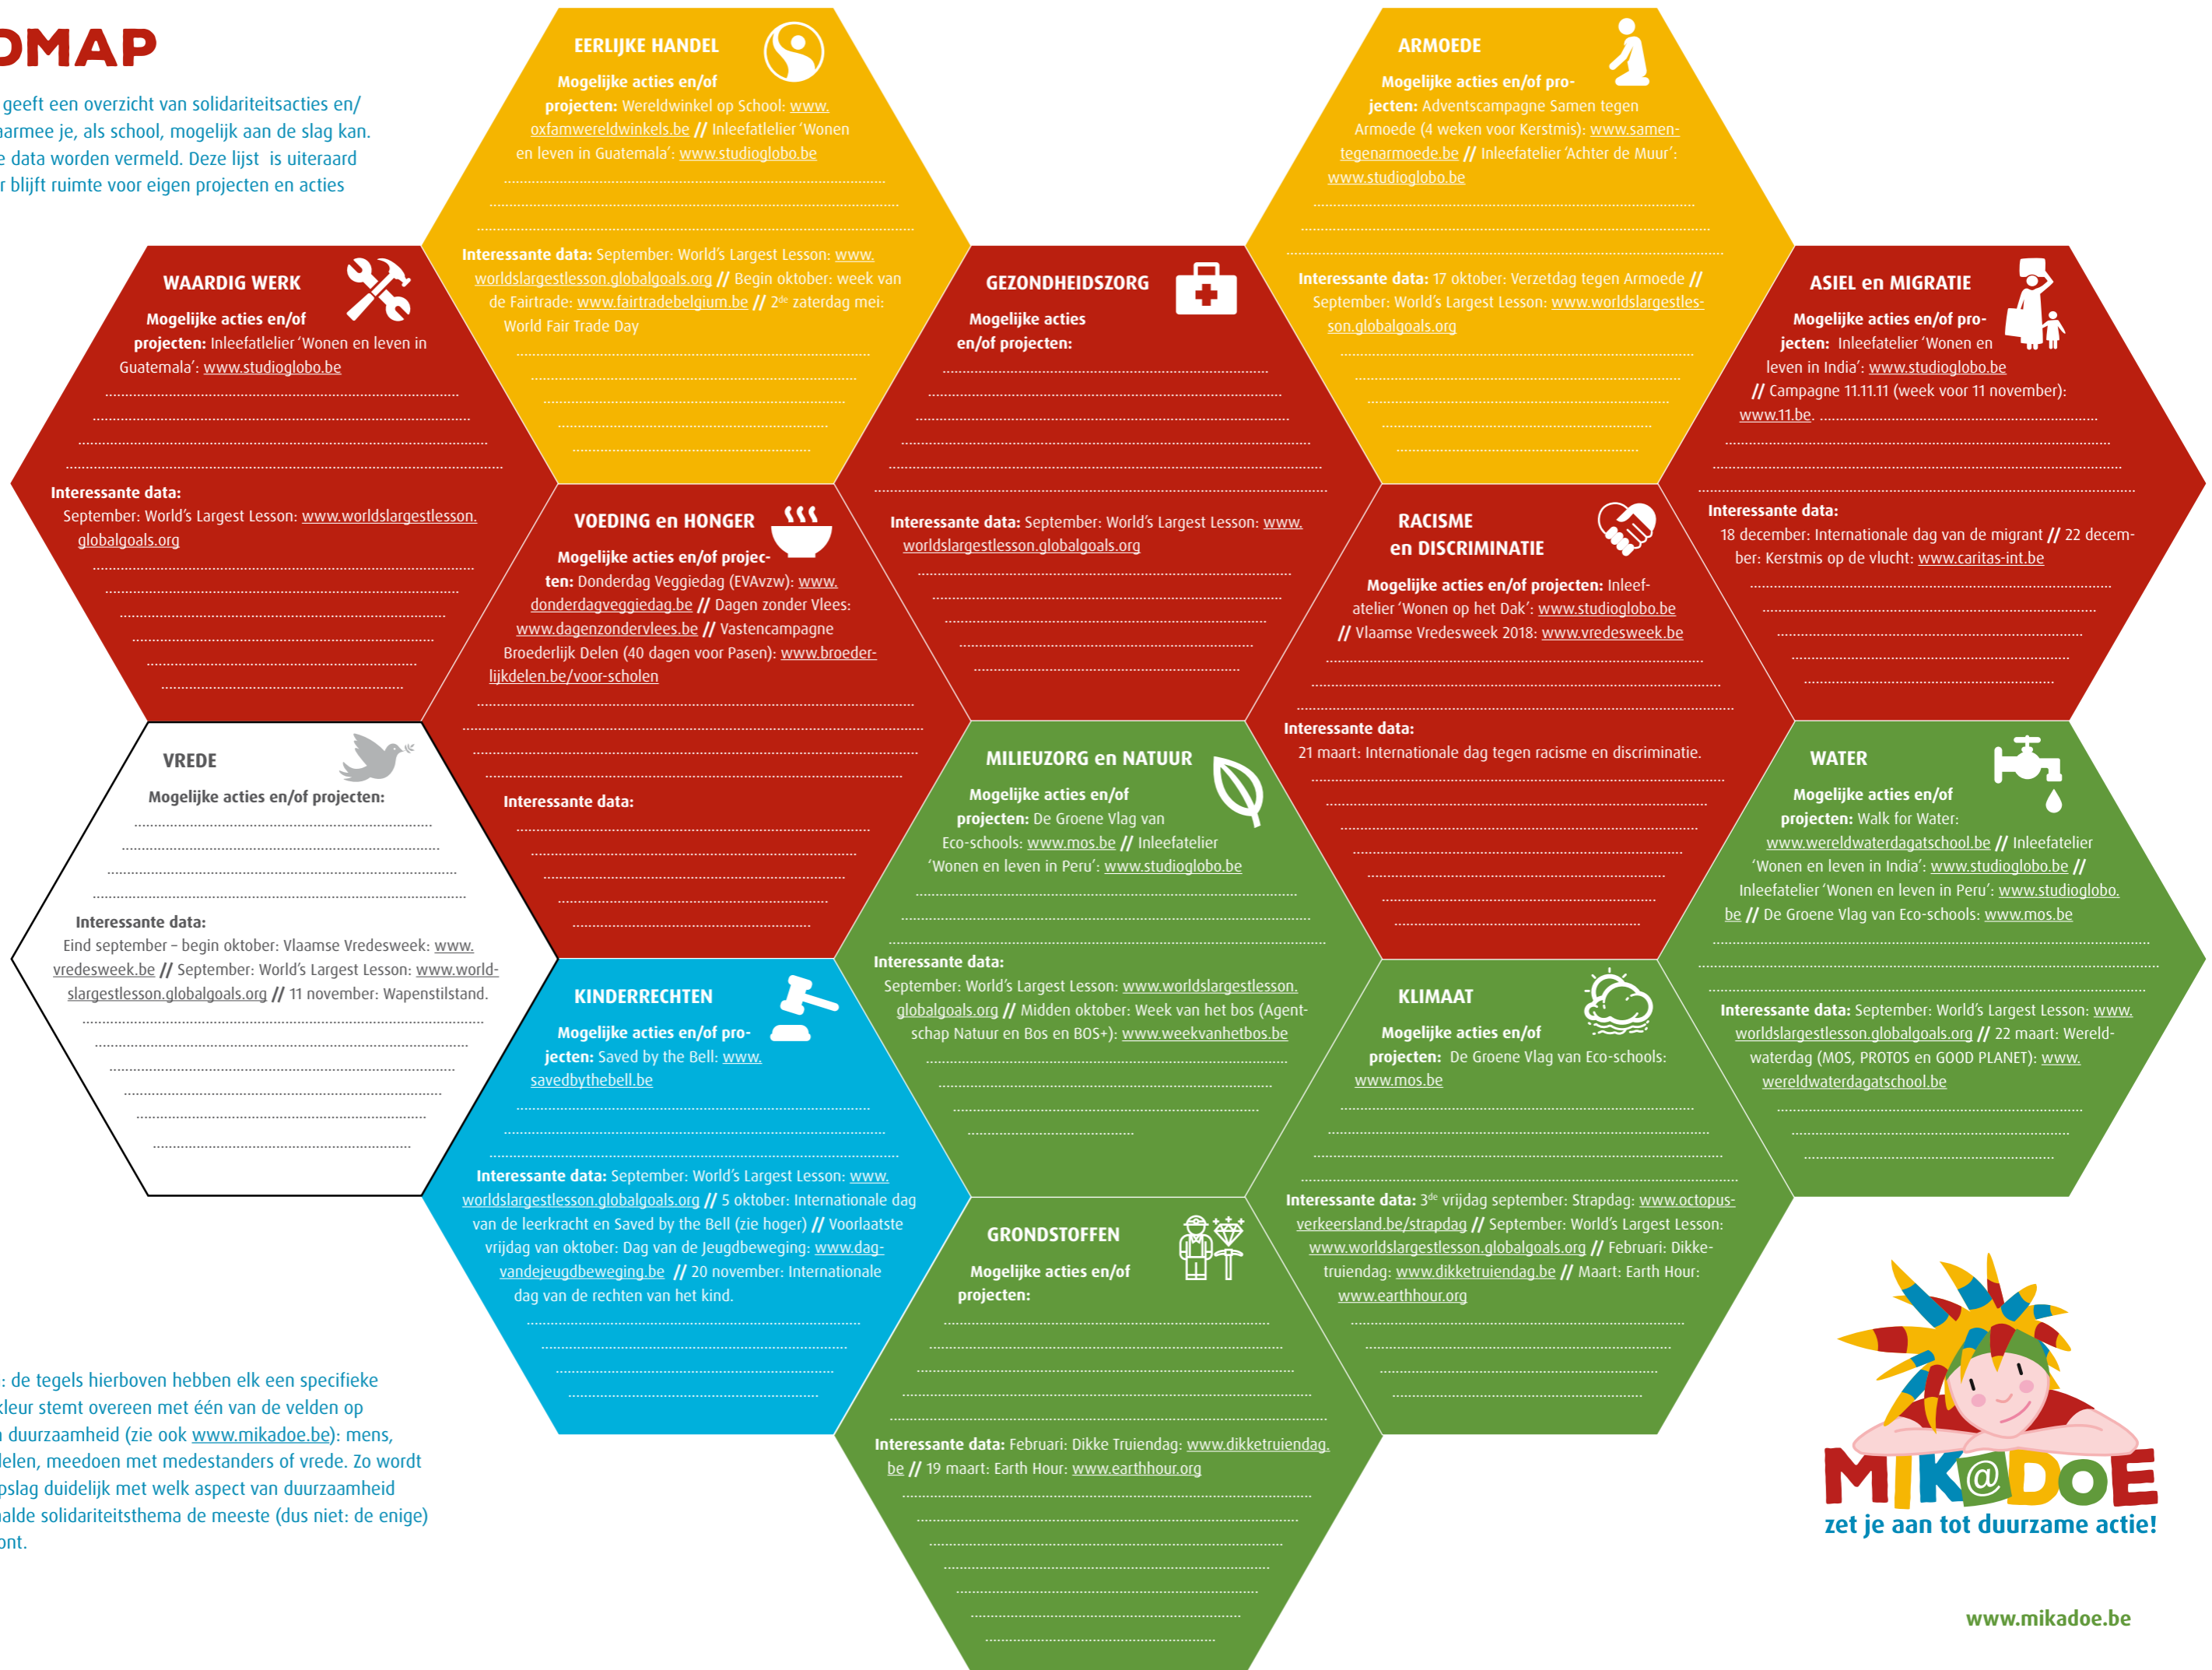 DMAP
geeft een overzicht van solidariteitsacties en/
armee je, als school, mogelijk aan de slag kan.
e data worden vermeld. Deze lijst is uiteraard
r blijft ruimte voor eigen projecten en acties
EERLIJKE HANDEL
Mogelijke acties en/of
projecten: Wereldwinkel op School: www.
oxfamwereldwinkels.be // Inleefatlelier ‘Wonen
en leven in Guatemala’: www.studioglobo.be
Interessante data: September: World’s Largest Lesson: www.
worldslargestlesson.globalgoals.org // Begin oktober: week van
de Fairtrade: www.fairtradebelgium.be // 2de zaterdag mei:
World Fair Trade Day
ARMOEDE
Mogelijke acties en/of pro-
jecten: Adventscampagne Samen tegen
Armoede (4 weken voor Kerstmis): www.samen-
tegenarmoede.be // Inleefatelier ‘Achter de Muur’:
www.studioglobo.be
Interessante data: 17 oktober: Verzetdag tegen Armoede //
September: World’s Largest Lesson: www.worldslargestles-
son.globalgoals.org
WAARDIG WERK
Mogelijke acties en/of
projecten: Inleefatlelier ‘Wonen en leven in
Guatemala’: www.studioglobo.be
Interessante data:
September: World’s Largest Lesson: www.worldslargestlesson.
globalgoals.org
GEZONDHEIDSZORG
Mogelijke acties
en/of projecten:
Interessante data: September: World’s Largest Lesson: www.
worldslargestlesson.globalgoals.org
ASIEL en MIGRATIE
Mogelijke acties en/of pro-
jecten: Inleefatelier ‘Wonen en
leven in India’: www.studioglobo.be
// Campagne 11.11.11 (week voor 11 november):
www.11.be.
Interessante data:
18 december: Internationale dag van de migrant // 22 decem-
ber: Kerstmis op de vlucht: www.caritas-int.be
VOEDING en HONGER
Mogelijke acties en/of projec-
ten: Donderdag Veggiedag (EVAvzw): www.
donderdagveggiedag.be // Dagen zonder Vlees:
www.dagenzondervlees.be // Vastencampagne
Broederlijk Delen (40 dagen voor Pasen): www.broeder-
lijkdelen.be/voor-scholen
Interessante data:
RACISME
en DISCRIMINATIE
Mogelijke acties en/of projecten: Inleef-
atelier ‘Wonen op het Dak’: www.studioglobo.be
// Vlaamse Vredesweek 2018: www.vredesweek.be
Interessante data:
21 maart: Internationale dag tegen racisme en discriminatie.
VREDE
Mogelijke acties en/of projecten:
Interessante data:
Eind september – begin oktober: Vlaamse Vredesweek: www.
vredesweek.be // September: World’s Largest Lesson: www.world-
slargestlesson.globalgoals.org // 11 november: Wapenstilstand.
MILIEUZORG en NATUUR
Mogelijke acties en/of
projecten: De Groene Vlag van
Eco-schools: www.mos.be // Inleefatelier
‘Wonen en leven in Peru’: www.studioglobo.be
Interessante data:
September: World’s Largest Lesson: www.worldslargestlesson.
globalgoals.org // Midden oktober: Week van het bos (Agent-
schap Natuur en Bos en BOS+): www.weekvanhetbos.be
WATER
Mogelijke acties en/of
projecten: Walk for Water:
www.wereldwaterdagatschool.be // Inleefatelier
‘Wonen en leven in India’: www.studioglobo.be //
Inleefatelier ‘Wonen en leven in Peru’: www.studioglobo.
be // De Groene Vlag van Eco-schools: www.mos.be
Interessante data: September: World’s Largest Lesson: www.
worldslargestlesson.globalgoals.org // 22 maart: Wereld-
waterdag (MOS, PROTOS en GOOD PLANET): www.
wereldwaterdagatschool.be
KINDERRECHTEN
Mogelijke acties en/of pro-
jecten: Saved by the Bell: www.
savedbythebell.be
Interessante data: September: World’s Largest Lesson: www.
worldslargestlesson.globalgoals.org // 5 oktober: Internationale dag
van de leerkracht en Saved by the Bell (zie hoger) // Voorlaatste
vrijdag van oktober: Dag van de Jeugdbeweging: www.dag-
vandejeugdbeweging.be // 20 november: Internationale
dag van de rechten van het kind.
KLIMAAT
Mogelijke acties en/of
projecten: De Groene Vlag van Eco-schools:
www.mos.be
Interessante data: 3de vrijdag september: Strapdag: www.octopus-
verkeersland.be/strapdag // September: World’s Largest Lesson:
www.worldslargestlesson.globalgoals.org // Februari: Dikke-
truiendag: www.dikketruiendag.be // Maart: Earth Hour:
www.earthhour.org
GRONDSTOFFEN
Mogelijke acties en/of
projecten:
Interessante data: Februari: Dikke Truiendag: www.dikketruiendag.
be // 19 maart: Earth Hour: www.earthhour.org
: de tegels hierboven hebben elk een specifieke
kleur stemt overeen met één van de velden op
duurzaamheid (zie ook www.mikadoe.be): mens,
delen, meedoen met medestanders of vrede. Zo wordt
pslag duidelijk met welk aspect van duurzaamheid
aalde solidariteitsthema de meeste (dus niet: de enige)
ont.
MIK@DOE
zet je aan tot duurzame actie!
www.mikadoe.be